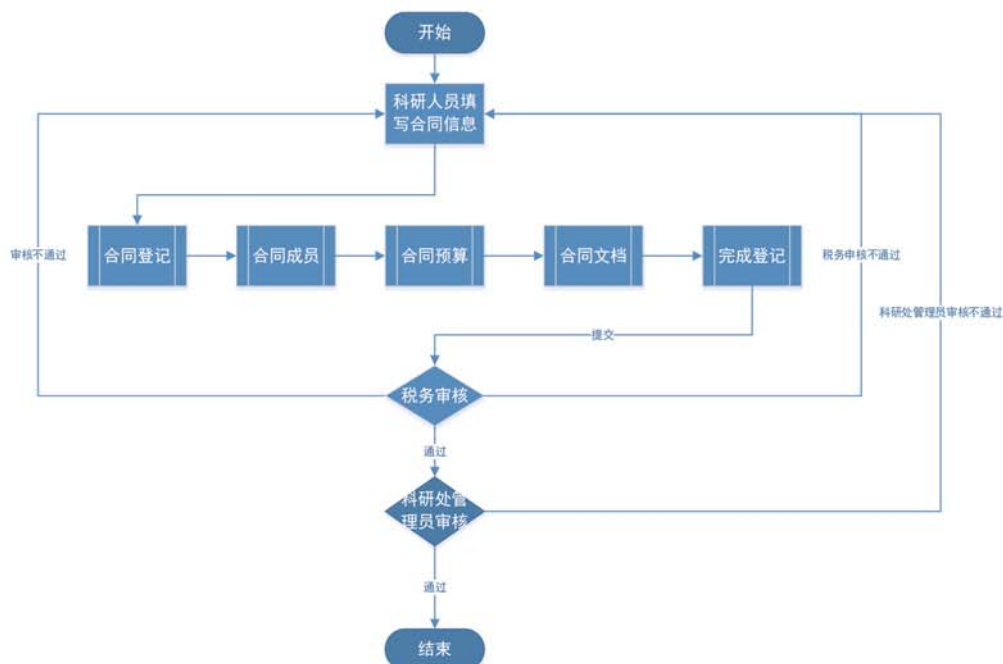 开始
科研人员填
写合同信息
审核不通过
合同登记
合同成员
合同预算
合同文档
完成登记
税务审核不通过
科研处管理员审核不通过
提交
税务审核
通过
科研处管
理员审核
通过
结束